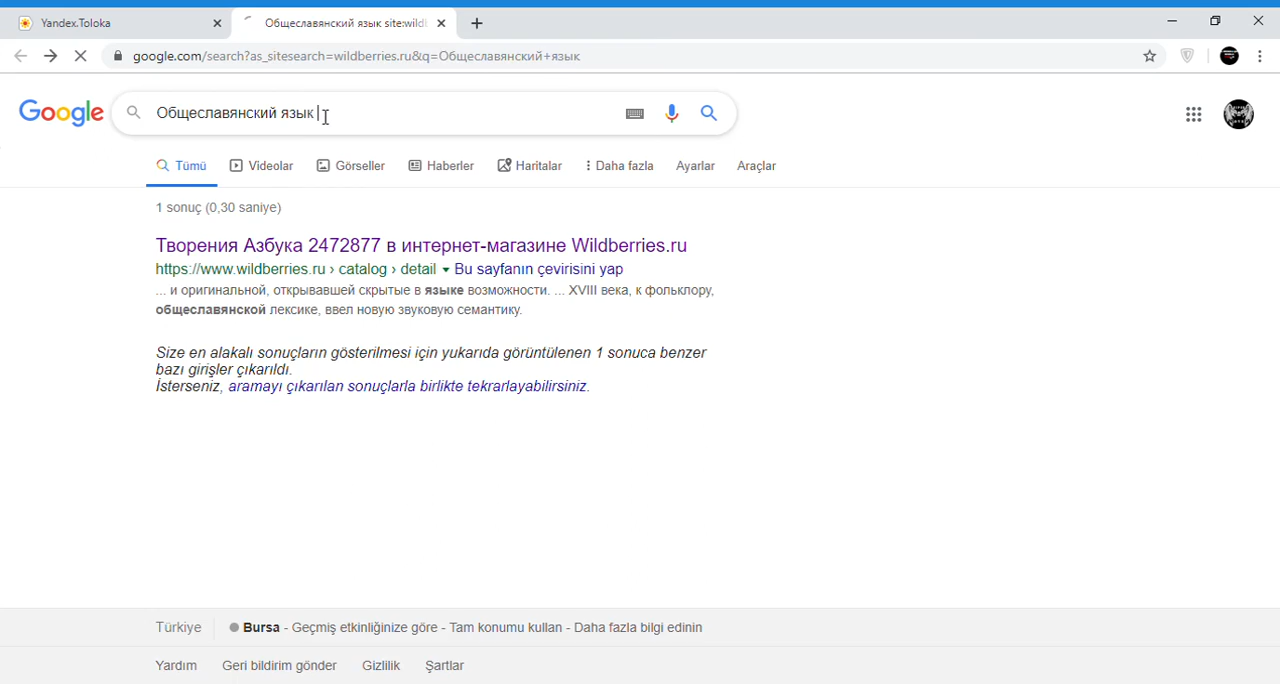 Yandex.Toloka
Общеславянский язык site:wildl
google.com/search?as_sitesearch=wildberries.ru&q=Общеславянский+язык
Google
Общеславянский язык
Tümü Videolar Görseller Haberler Haritalar Daha fazla Ayarlar Araçlar
1 sonuç (0,30 saniye)
Творения Азбука 2472877 в интернет-магазине Wildberries.ru
https://www.wildberries.ru › catalog › detail Bu sayfanın çevirisini yap
... и оригинальной, открывавшей скрытые в языке возможности. ... XVIII века, к фольклору,
общеславянской лексике, ввел новую звуковую семантику.
Size en alakalı sonuçların gösterilmesi için yukarıda görüntülenen 1 sonuca benzer
bazı girişler çıkarıldı.
İsterseniz, aramayı çıkarılan sonuçlarla birlikte tekrarlayabilirsiniz.
Türkiye Bursa - Geçmiş etkinliğinize göre - Tam konumu kullan - Daha fazla bilgi edinin
Yardım Geri bildirim gönder Gizlilik Şartlar